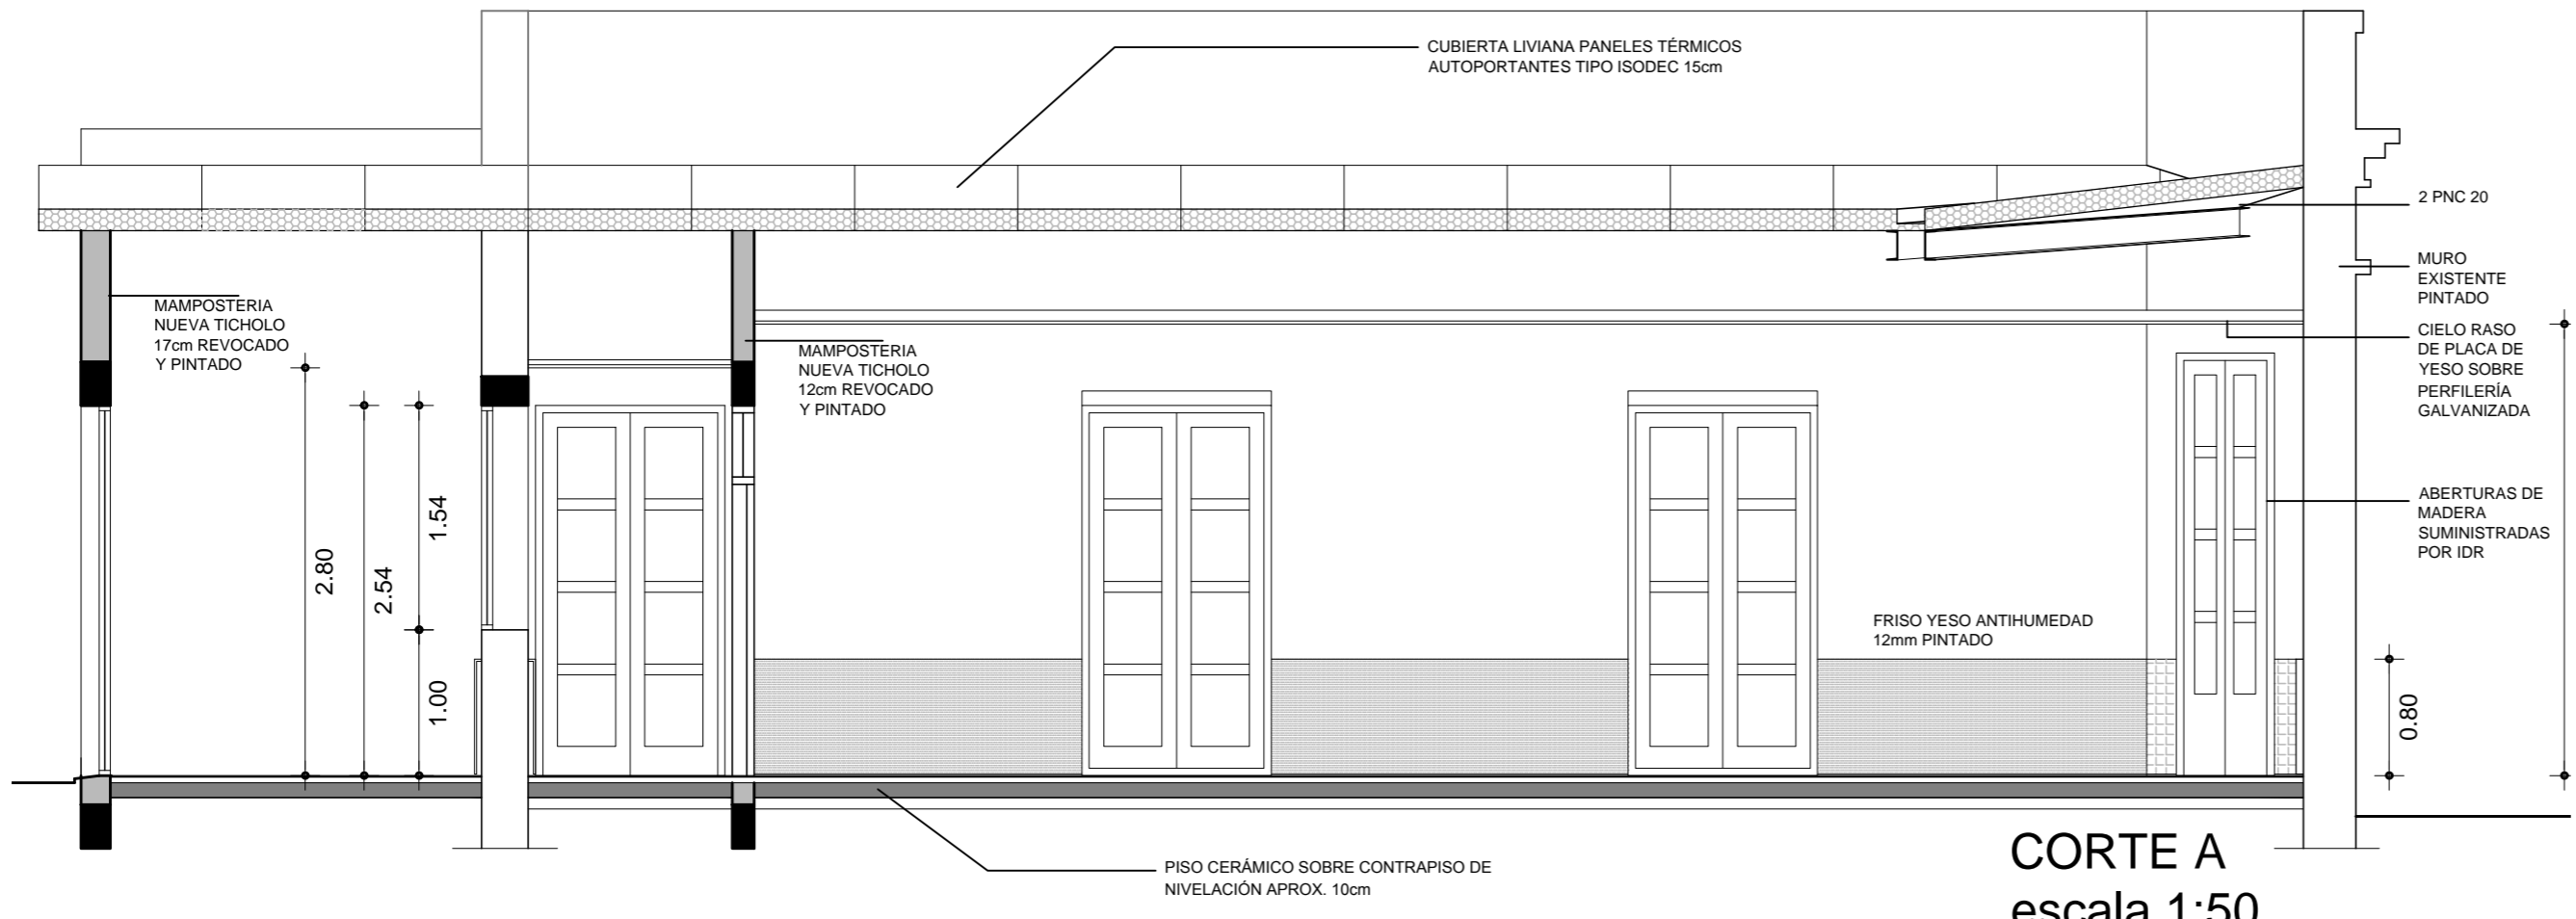 CUBIERTA LIVIANA PANELES TÉRMICOS
AUTOPORTANTES TIPO ISODEC 15cm
2 PNC 20
MURO
EXISTENTE
PINTADO
MAMPOSTERIA
NUEVA TICHOLO
17cm REVOCADO
Y PINTADO
MAMPOSTERIA
NUEVA TICHOLO
12cm REVOCADO
Y PINTADO
CIELO RASO
DE PLACA DE
YESO SOBRE
PERFILERÍA
GALVANIZADA
ABERTURAS DE
MADERA
SUMINISTRADAS
POR IDR
2.80
2.54
1.54
1.00
FRISO YESO ANTIHUMEDAD
12mm PINTADO
0.80
PISO CERÁMICO SOBRE CONTRAPISO DE
NIVELACIÓN APROX. 10cm
CORTE A
escala 1:50